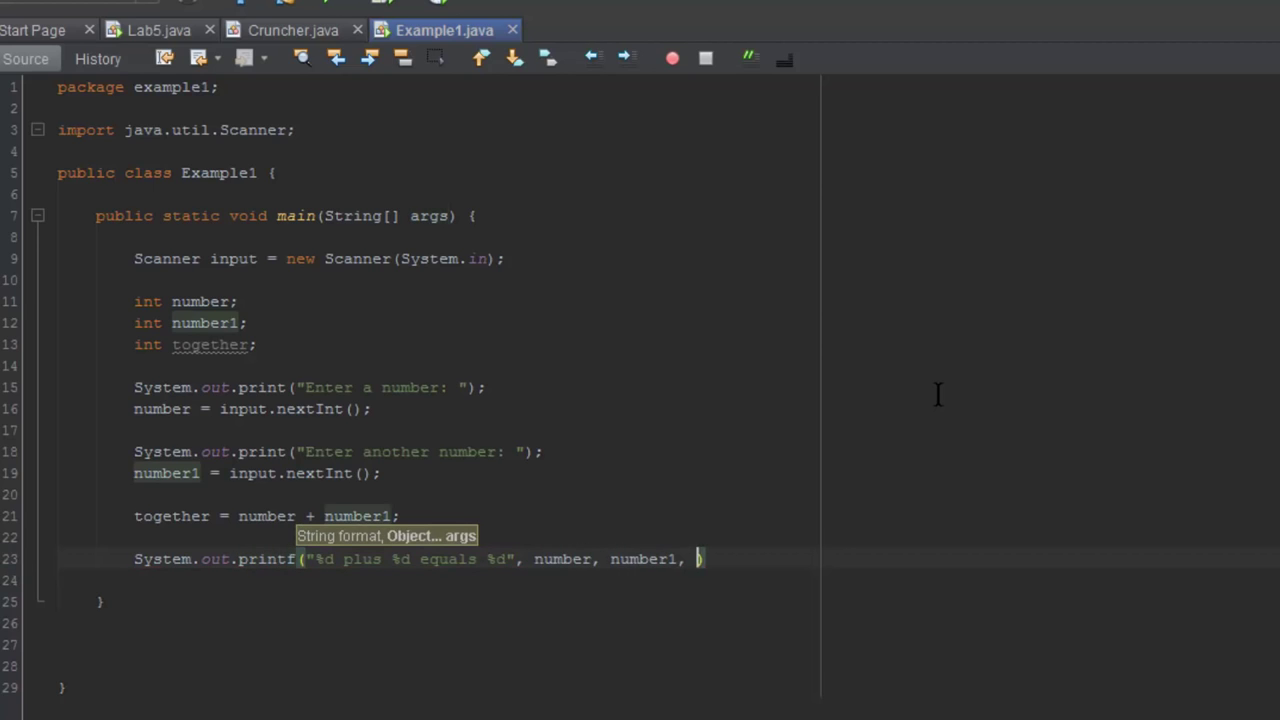 Start Page Lab5.java Cruncher.java Example1.java
Source History
1 package example1;
2
3 import java.util.Scanner;
4
5 public class Example1 {
6
7 public static void main(String[] args) {
8
9 Scanner input = new Scanner(System.in);
10
11 int number;
12 int number1;
13 int together;
14
15 System.out.print("Enter a number: ");
16 number = input.nextInt();
17
18 System.out.print("Enter another number: ");
19 number1 = input.nextInt();
20
21 together = number + number1;
String format, Object... args
22
23 System.out.printf("%d plus %d equals %d", number, number1, )
24
25 }
26
27
28
29 }